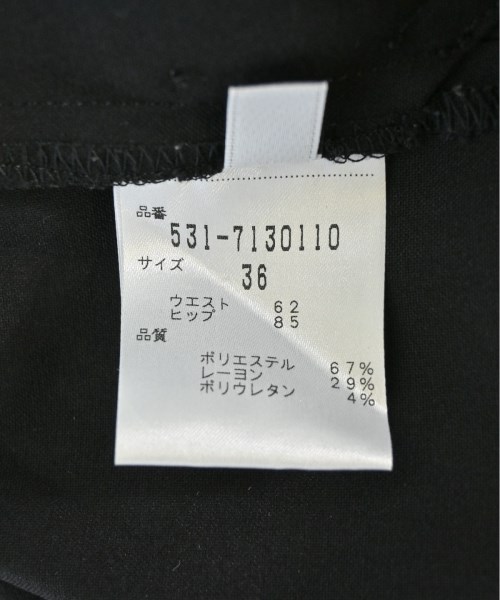 品番
531-7130110
サイズ
36
ウエスト 62
ヒップ 85
品質
ポリエステル 67%
レーヨン 29%
ポリウレタン 4%